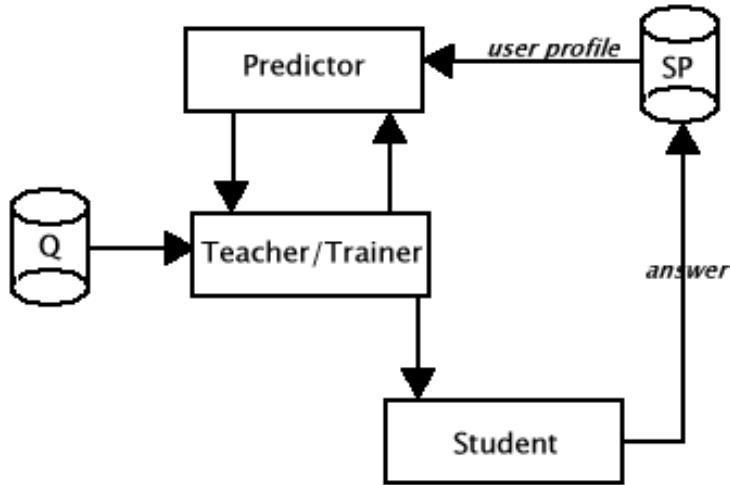 user profile
Predictor
SP
Q
Teacher/Trainer
answer
Student